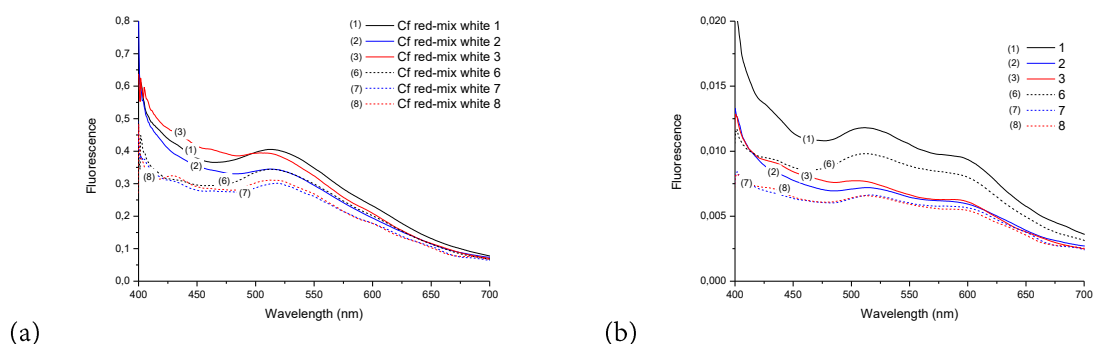 (1) Cf red-mix white 1
(2) Cf red-mix white 2
(3) Cf red-mix white 3
(6) Cf red-mix white 6
(7) Cf red-mix white 7
(8) Cf red-mix white 8
0,8
0,7
0,6
0,5
0,4
0,3
0,2
0,1
0,0
Fluorescence
(3)
(1)
(2)
(8)
(6)
(7)
400 450 500 550 600 650 700
Wavelength (nm)
(a)
(1) 1
(2) 2
(3) 3
(6) 6
(7) 7
(8) 8
0,020
0,015
0,010
0,005
0,000
Fluorescence
(1)
(6)
(2)
(3)
(7)
(8)
400 450 500 550 600 650 700
Wavelength (nm)
(b)